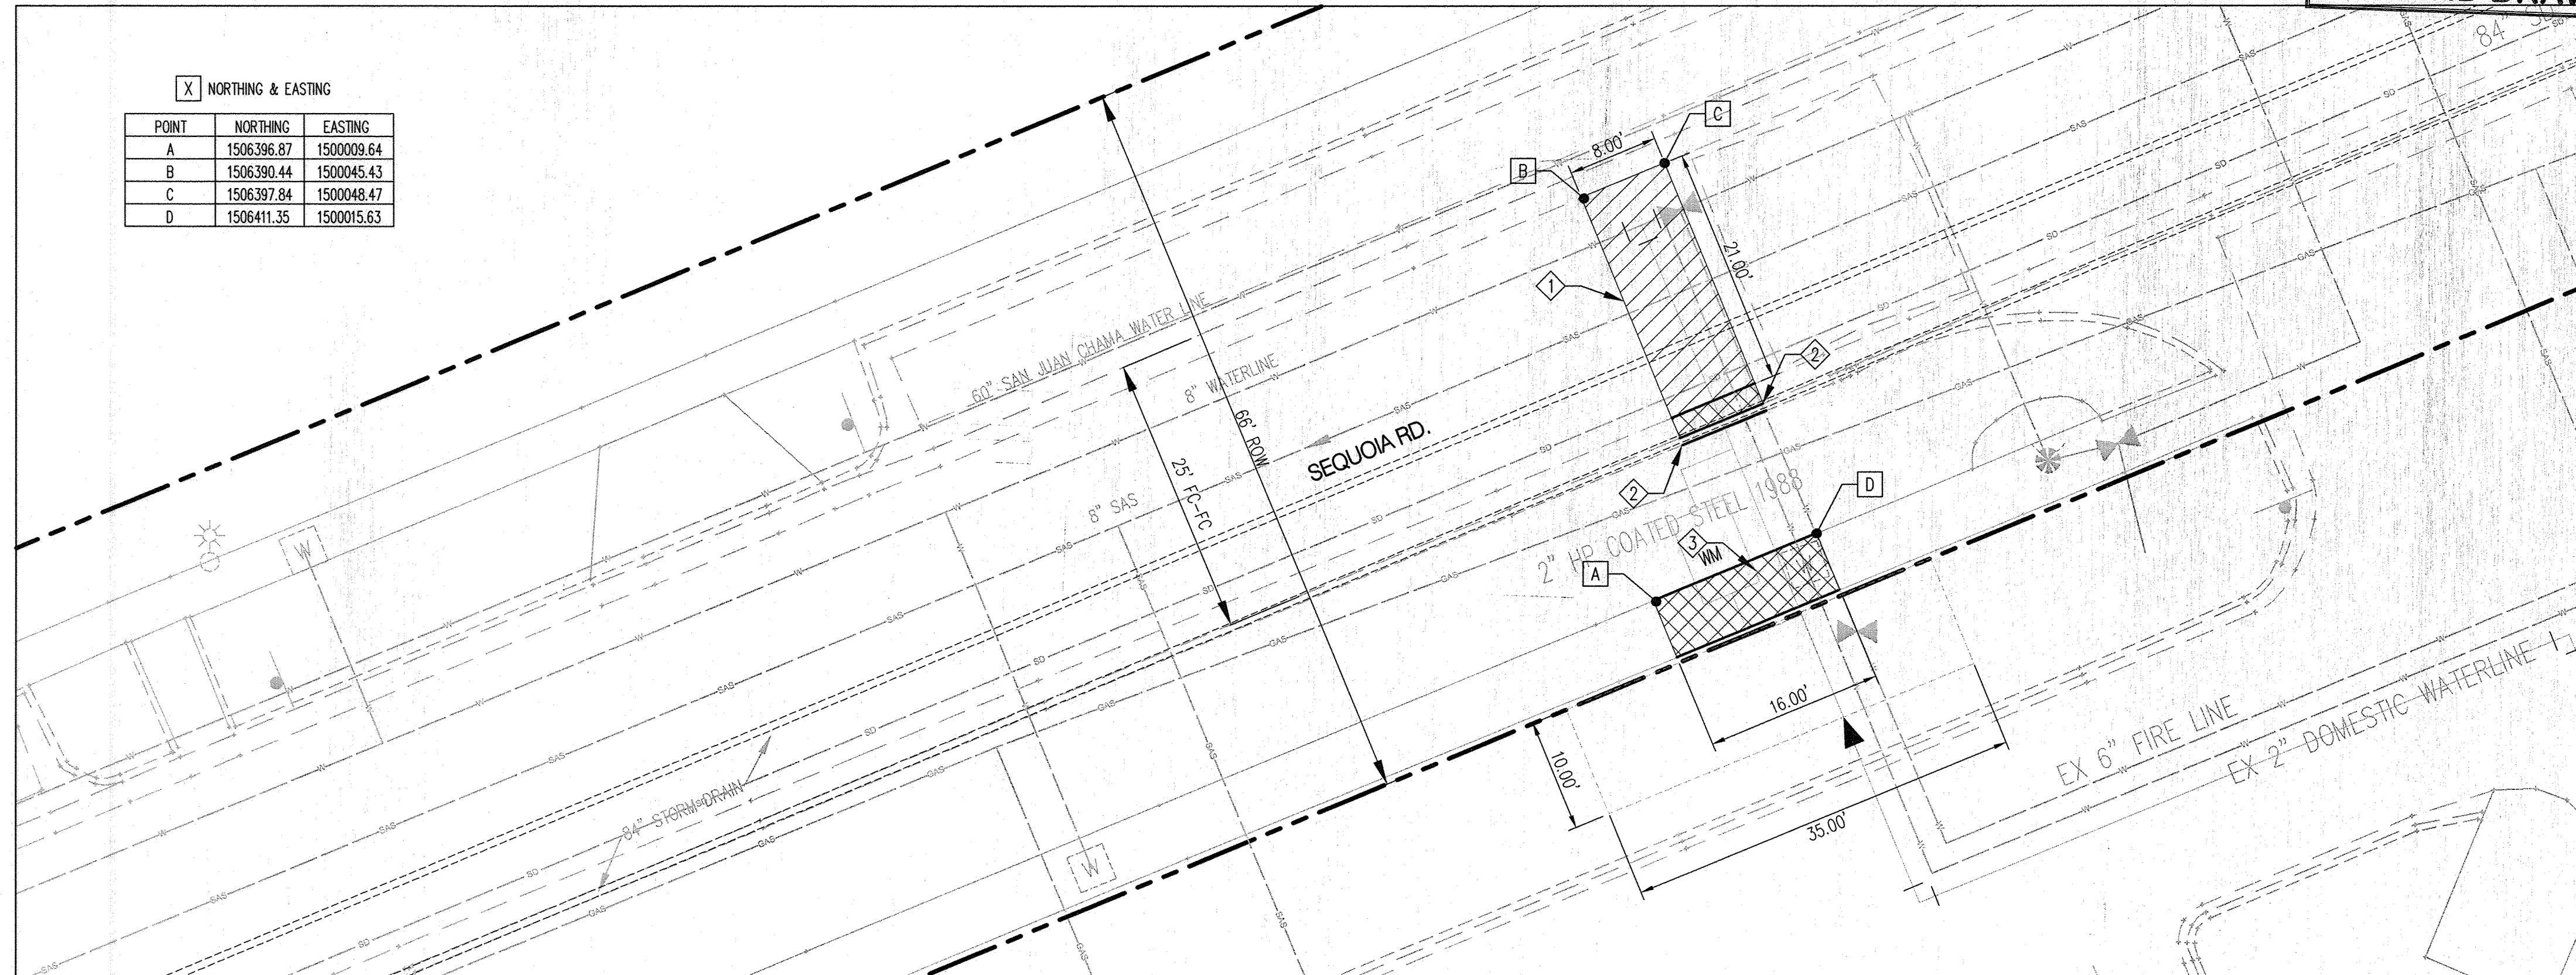 X NORTHING & EASTING
POINT NORTHING EASTING
A 1506396.87 1500009.64
B 1506390.44 1500045.43
C 1506397.84 1500048.47
D 1506411.35 1500015.63
84"
C
8.00'
B
21.00'
1
2
60" SAN JUAN CHAMA WATER LINE
8" WATERLINE
66' ROW
SEQUOIA RD.
25' FC-FC
8" SAS
2
2" HP COATED STEEL 1988
D
3
WM
A
W
16.00'
10.00'
35.00'
84" STORM DRAIN
W
EX 6" FIRE LINE
EX 2" DOMESTIC WATERLINE